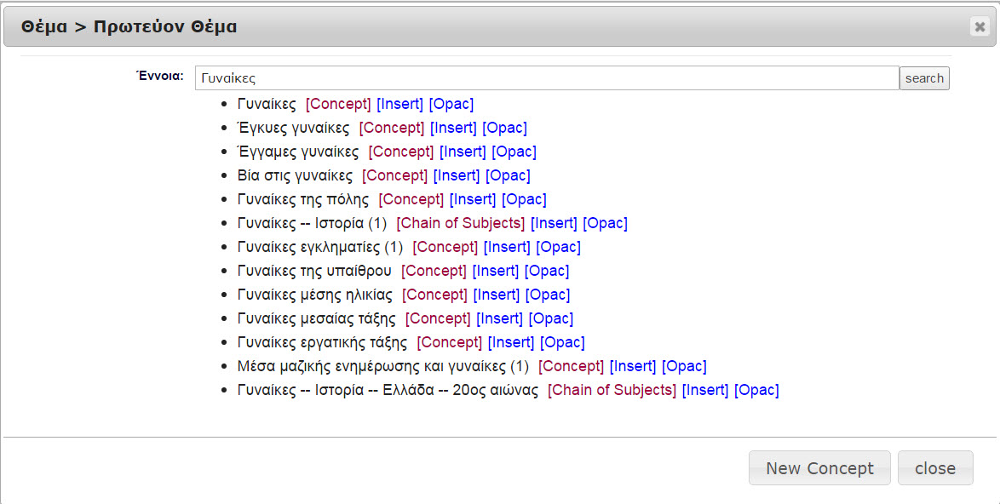 Θέμα > Πρωτεύον Θέμα
Έννοια: Γυναίκες search
Γυναίκες [Concept] [Insert] [Opac]
Έγκυες γυναίκες [Concept] [Insert] [Opac]
Έγγαμες γυναίκες [Concept] [Insert] [Opac]
Βία στις γυναίκες [Concept] [Insert] [Opac]
Γυναίκες της πόλης [Concept] [Insert] [Opac]
Γυναίκες -- Ιστορία (1) [Chain of Subjects] [Insert] [Opac]
Γυναίκες εγκληματίες (1) [Concept] [Insert] [Opac]
Γυναίκες της υπαίθρου [Concept] [Insert] [Opac]
Γυναίκες μέσης ηλικίας [Concept] [Insert] [Opac]
Γυναίκες μεσαίας τάξης [Concept] [Insert] [Opac]
Γυναίκες εργατικής τάξης [Concept] [Insert] [Opac]
Μέσα μαζικής ενημέρωσης και γυναίκες (1) [Concept] [Insert] [Opac]
Γυναίκες -- Ιστορία -- Ελλάδα -- 20ος αιώνας [Chain of Subjects] [Insert] [Opac]
New Concept close